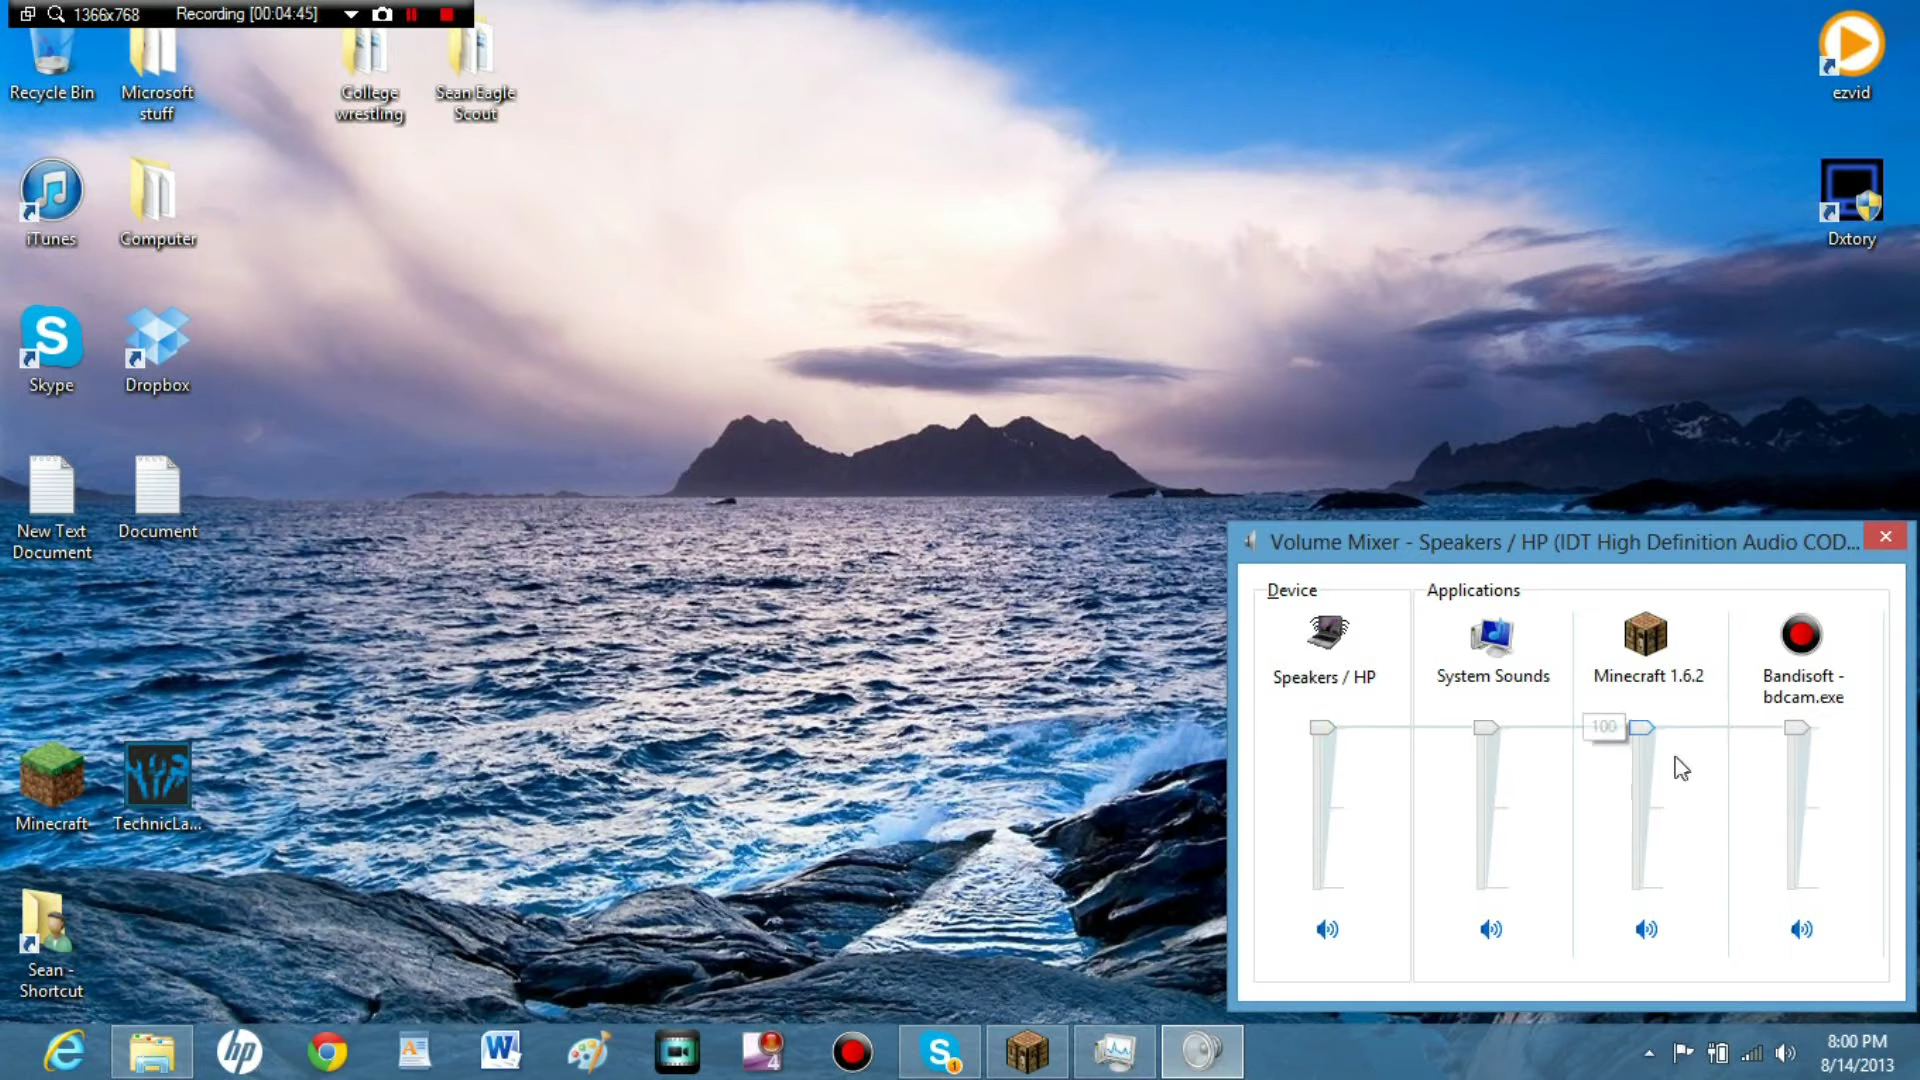 1366x768 Recording [00:04:45]
Recycle Bin
Microsoft
stuff
College
wrestling
Sean Eagle
Scout
ezvid
iTunes
Computer
Dxtory
Skype
Dropbox
New Text
Document
Document
Minecraft
TechnicLa...
Sean -
Shortcut
Volume Mixer - Speakers / HP (IDT High Definition Audio COD...
Device
Applications
Speakers / HP
System Sounds
Minecraft 1.6.2
Bandisoft -
bdcam.exe
100
8:00 PM
8/14/2013